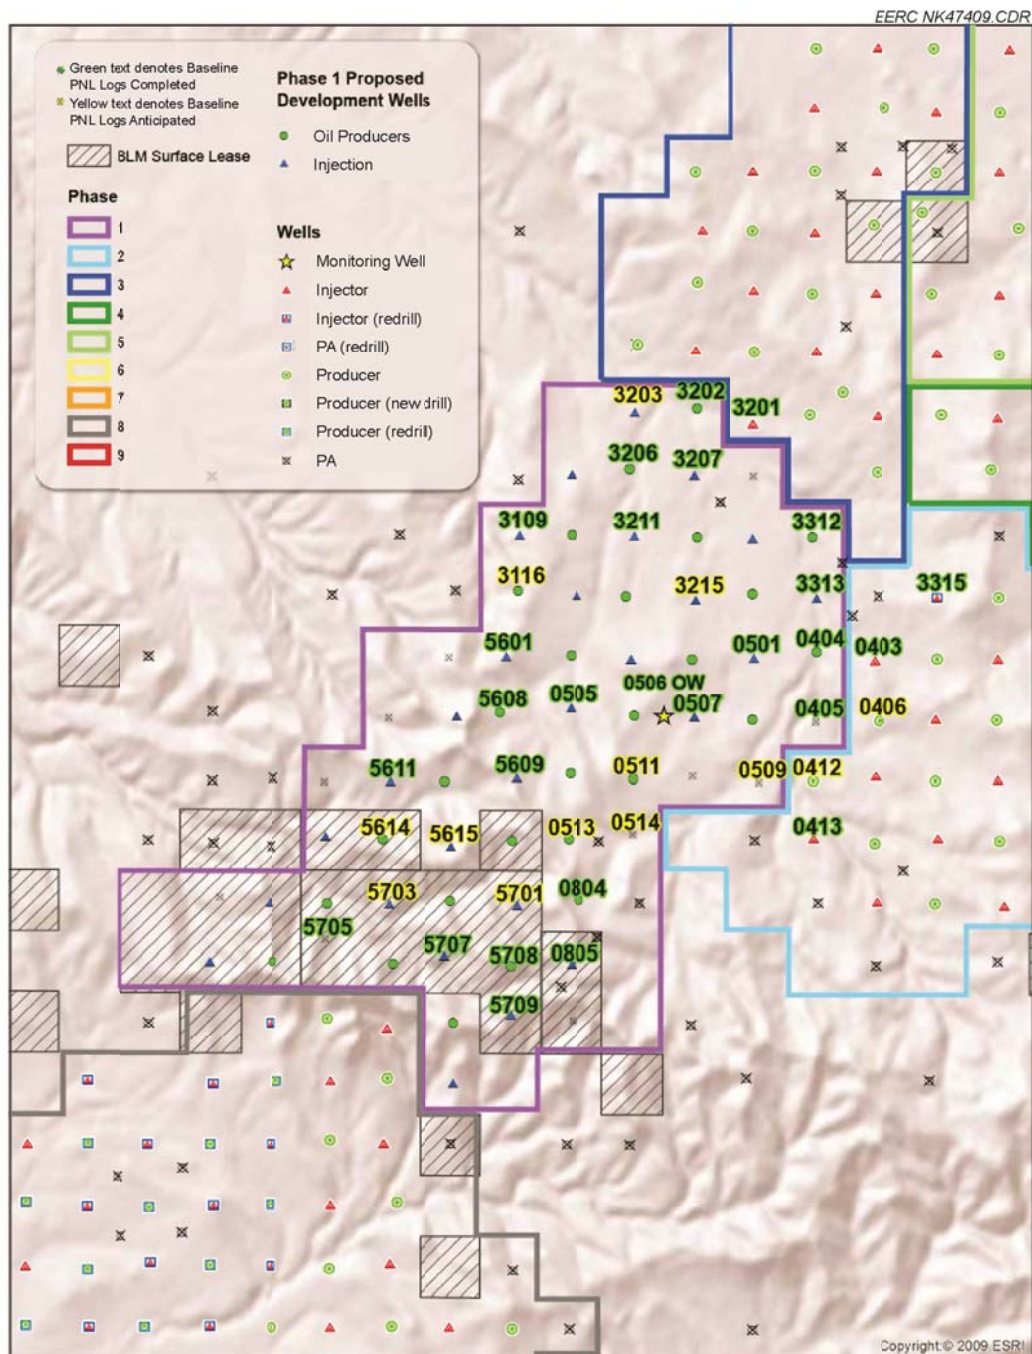 EERC NK47409.CDR
Green text denotes Baseline
PNL Logs Completed
Yellow text denotes Baseline
PNL Logs Anticipated
BLM Surface Lease
Phase
1
2
3
4
5
6
7
8
9
Phase 1 Proposed
Development Wells
Oil Producers
Injection
Wells
Monitoring Well
Injector
Injector (redrill)
PA (redrill)
Producer
Producer (new drill)
Producer (redrill)
PA
3203
3202
3201
3206
3207
3109
3211
3312
3116
3215
3313
3315
5601
0501
0404
0403
5608
0505
0506 OW
0507
0405
0406
5611
5609
0511
0509
0412
5614
5615
0513
0514
0413
5703
5701
0804
5705
5707
5708
0805
5709
Copyright:© 2009 ESRI